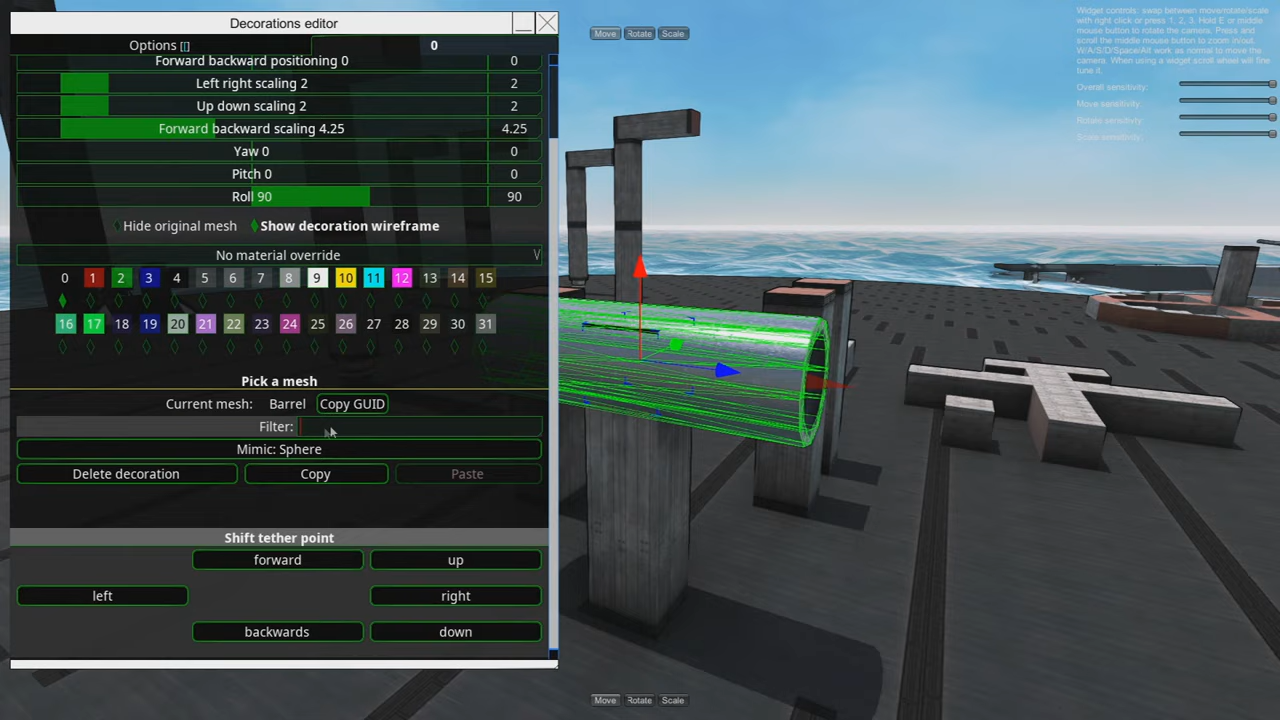 Decorations editor
Options [[]
0
Forward backward positioning 0 0
Left right scaling 2 2
Up down scaling 2 2
Forward backward scaling 4.25 4.25
Yaw 0 0
Pitch 0 0
Roll 90 90
Hide original mesh Show decoration wireframe
No material override V
0 1 2 3 4 5 6 7 8 9 10 11 12 13 14 15
16 17 18 19 20 21 22 23 24 25 26 27 28 29 30 31
Pick a mesh
Current mesh: Barrel Copy GUID
Filter:
Mimic: Sphere
Delete decoration Copy Paste
Shift tether point
forward up
left right
backwards down
Move Rotate Scale
Widget controls: swap between move/rotate/scale
with right click or press 1, 2, 3. Hold E or middle
mouse button to rotate the camera. Press and
scroll the middle mouse button to zoom in/out.
W/A/S/D/Space/Alt work as normal to move the
camera. When using a widget scroll wheel will fine
tune it.
Overall sensitivity:
Move sensitivity:
Rotate sensitivity:
Scale sensitivity:
Move Rotate Scale